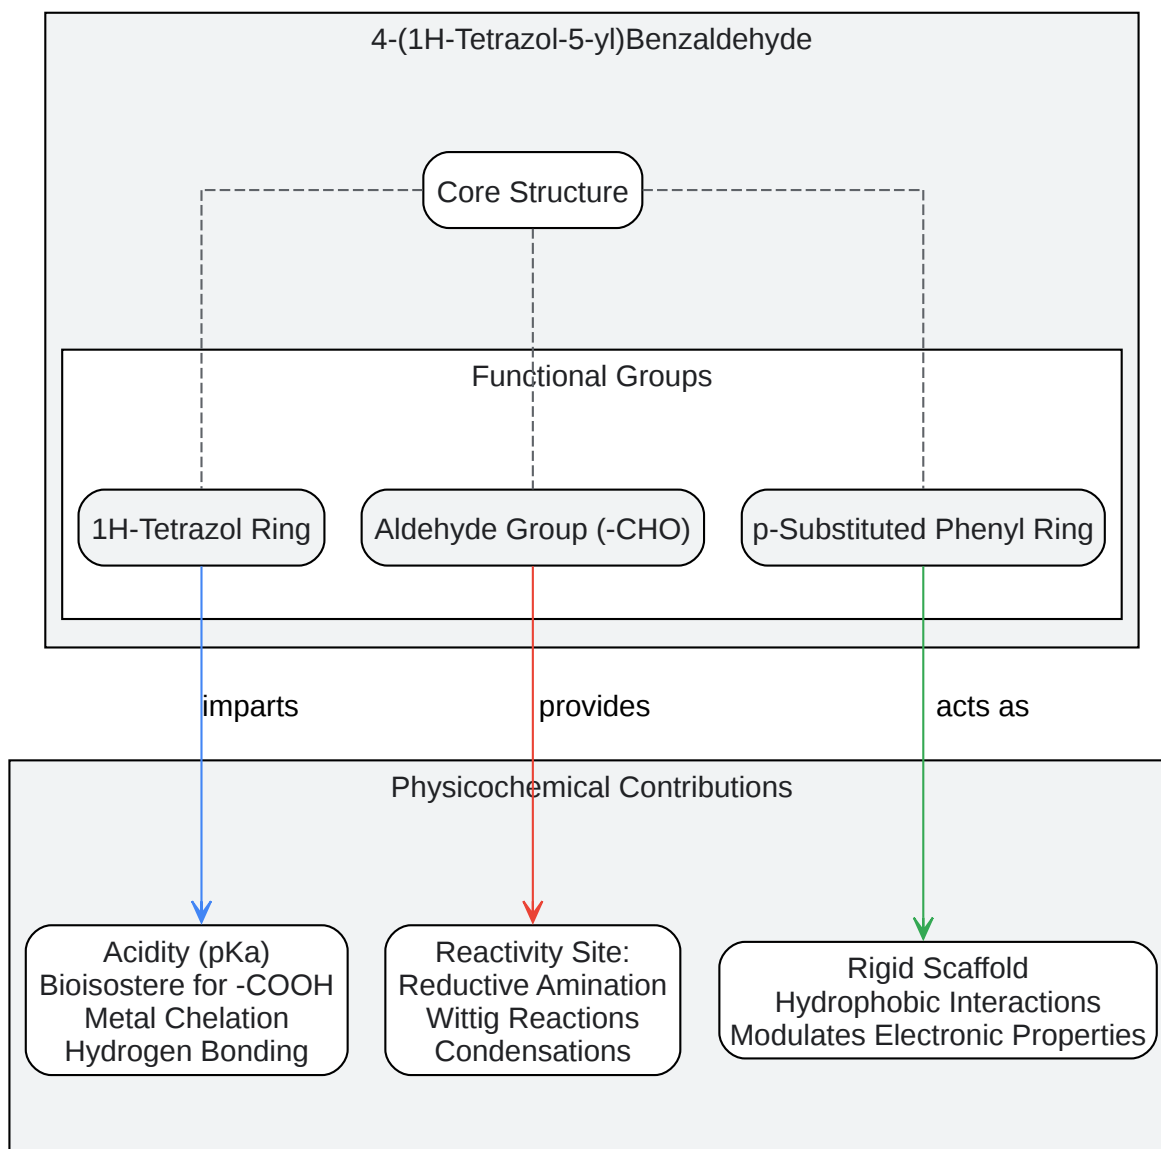 4-(1H-Tetrazol-5-yl)Benzaldehyde
Core Structure
Functional Groups
1H-Tetrazol Ring
Aldehyde Group (-CHO)
p-Substituted Phenyl Ring
imparts
provides
acts as
Physicochemical Contributions
Acidity (pKa)
Bioisostere for -COOH
Metal Chelation
Hydrogen Bonding
Reactivity Site:
Reductive Amination
Wittig Reactions
Condensations
Rigid Scaffold
Hydrophobic Interactions
Modulates Electronic Properties